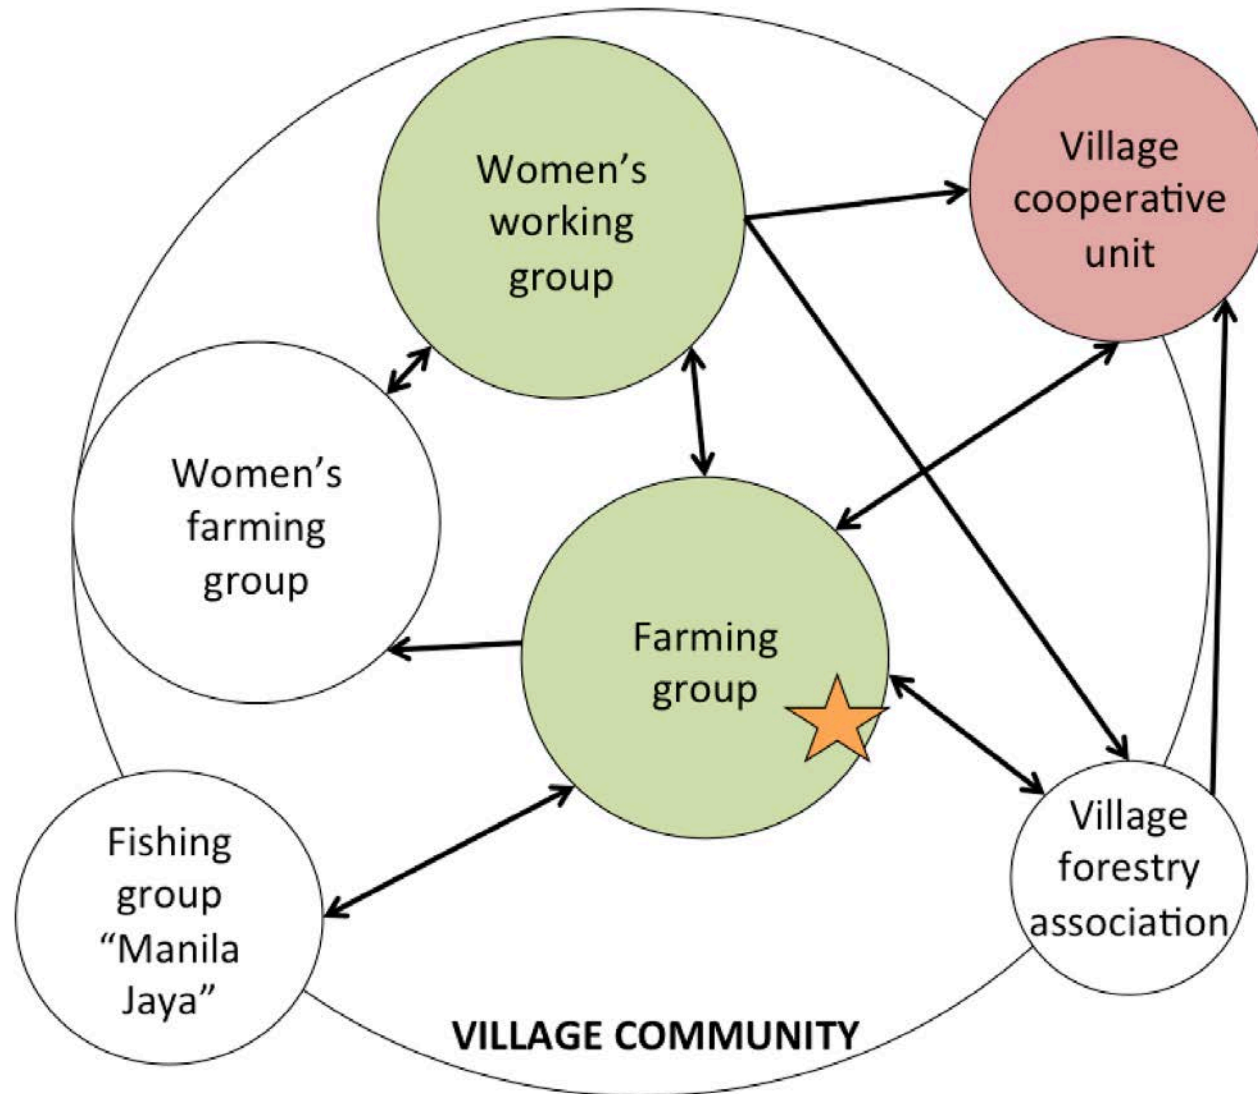 Women’s
working
group
Village
cooperative
unit
Women’s
farming
group
Farming
group
Fishing
group
“Manila
Jaya”
Village
forestry
association
VILLAGE COMMUNITY